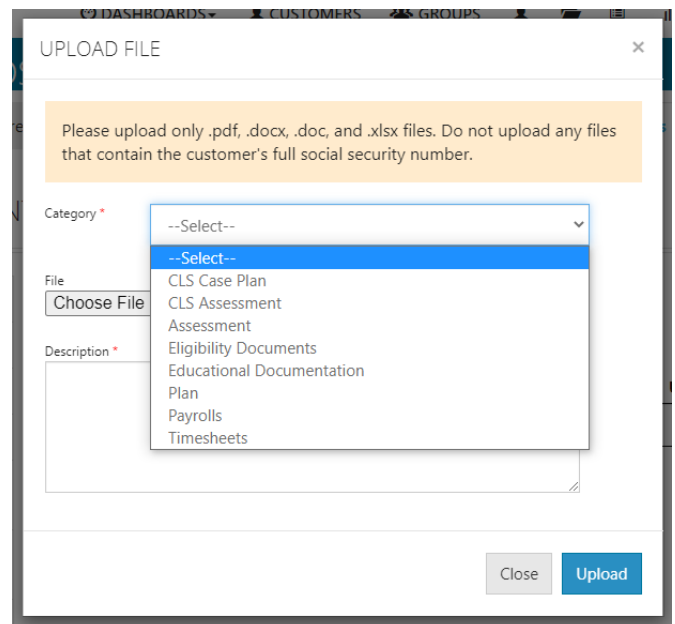 DASHBOARDS CUSTOMERS GROUPS
UPLOAD FILE ×
Please upload only .pdf, .docx, .doc, and .xlsx files. Do not upload any files
that contain the customer's full social security number.
Category *
--Select--
--Select--
CLS Case Plan
File
CLS Assessment
Choose File
Assessment
Eligibility Documents
Description *
Educational Documentation
Plan
Payrolls
Timesheets
Close Upload